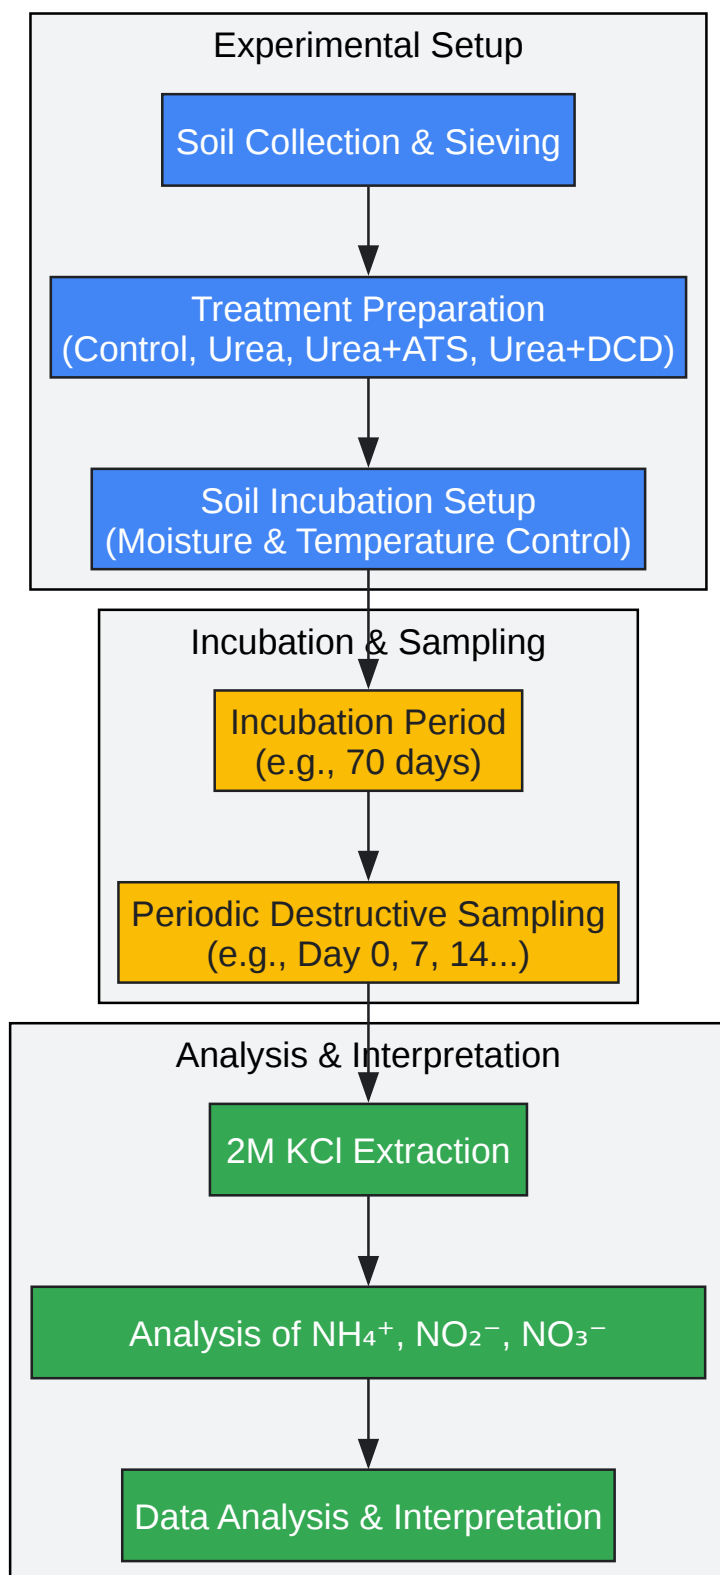 Experimental Setup
Soil Collection & Sieving
Treatment Preparation
(Control, Urea, Urea+ATS, Urea+DCD)
Soil Incubation Setup
(Moisture & Temperature Control)
Incubation & Sampling
Incubation Period
(e.g., 70 days)
Periodic Destructive Sampling
(e.g., Day 0, 7, 14...)
Analysis & Interpretation
2M KCl Extraction
Analysis of NH₄⁺, NO₂⁻, NO₃⁻
Data Analysis & Interpretation